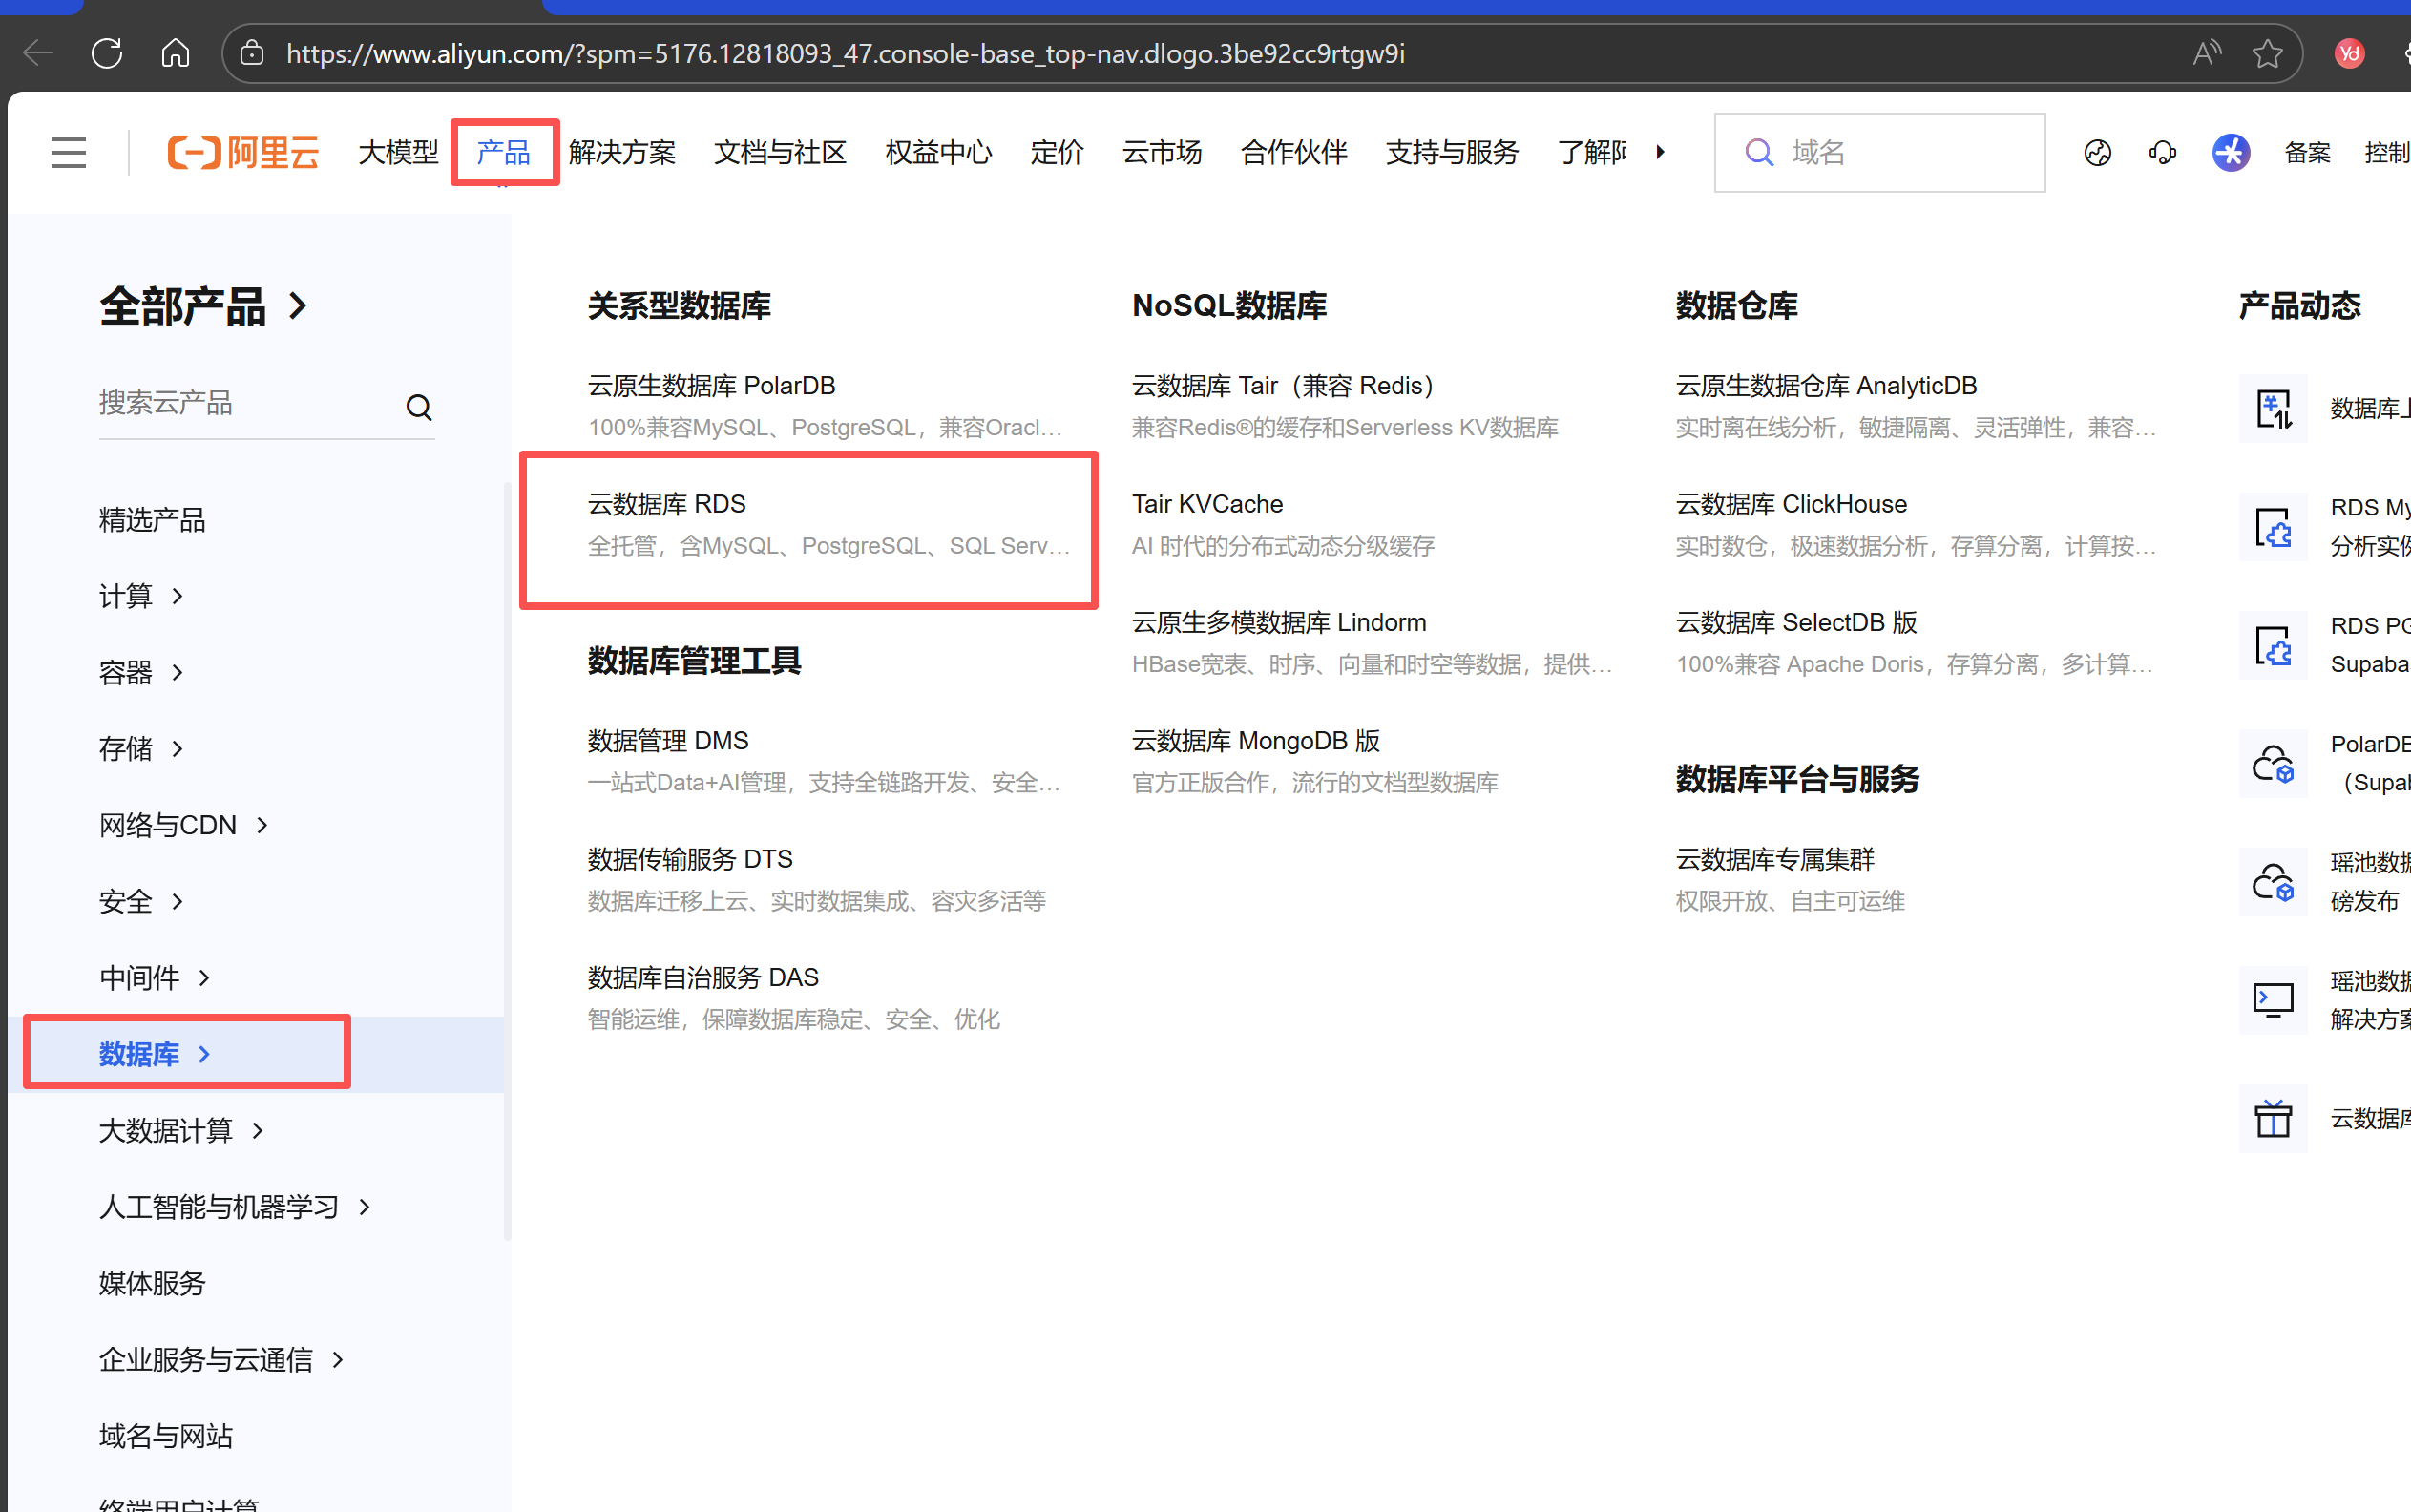 https://www.aliyun.com/?spm=5176.12818093_47.console-base_top-nav.dlogo.3be92cc9rtgw9i
阿里云 大模型 产品 解决方案 文档与社区 权益中心 定价 云市场 合作伙伴 支持与服务 了解 域名 备案 控制
全部产品
搜索云产品
精选产品
计算
容器
存储
网络与CDN
安全
中间件
数据库
大数据计算
人工智能与机器学习
媒体服务
企业服务与云通信
域名与网站
终端用户计算
关系型数据库
云原生数据库 PolarDB
100%兼容MySQL、PostgreSQL，兼容Oracl...
云数据库 RDS
全托管，含MySQL、PostgreSQL、SQL Serv...
数据库管理工具
数据管理 DMS
一站式Data+AI管理，支持全链路开发、安全...
数据传输服务 DTS
数据库迁移上云、实时数据集成、容灾多活等
数据库自治服务 DAS
智能运维，保障数据库稳定、安全、优化
NoSQL数据库
云数据库 Tair（兼容 Redis）
兼容Redis®的缓存和Serverless KV数据库
Tair KVCache
AI 时代的分布式动态分级缓存
云原生多模数据库 Lindorm
HBase宽表、时序、向量和时空等数据，提供...
云数据库 MongoDB 版
官方正版合作，流行的文档型数据库
数据仓库
云原生数据仓库 AnalyticDB
实时离在线分析，敏捷隔离、灵活弹性，兼容...
云数据库 ClickHouse
实时数仓，极速数据分析，存算分离，计算按...
云数据库 SelectDB 版
100%兼容 Apache Doris，存算分离，多计算...
数据库平台与服务
云数据库专属集群
权限开放、自主可运维
产品动态
数据库上
RDS My
分析实例
RDS PG
Supaba
PolarDB
（Supab
瑶池数据
磅发布
瑶池数据
解决方案
云数据库